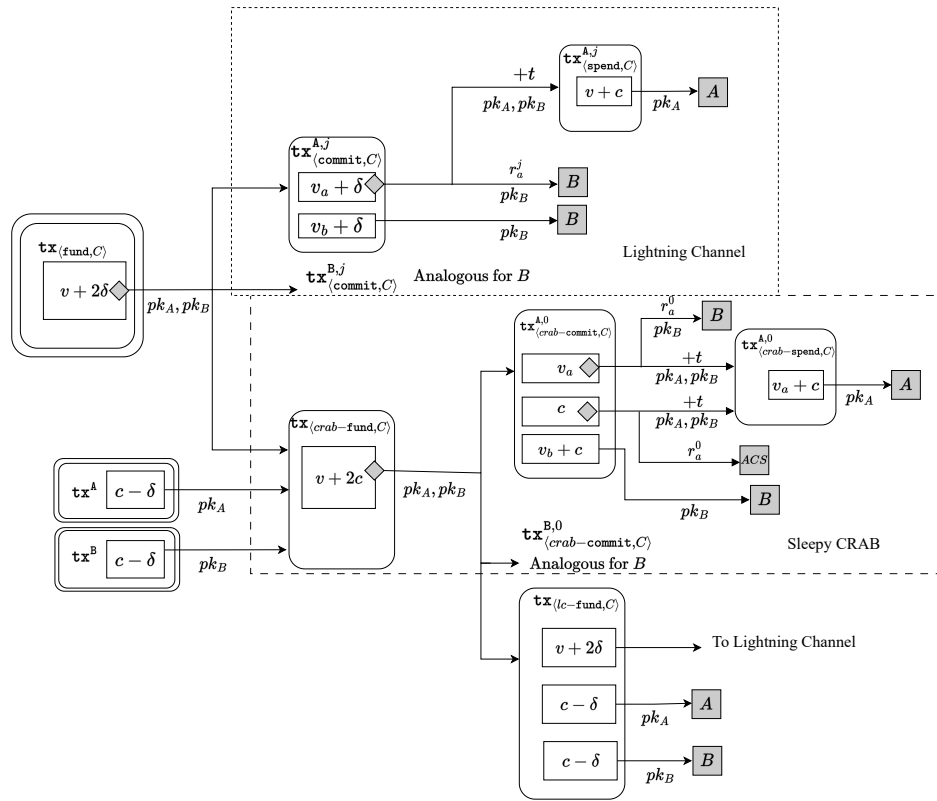 tx^{A,j}_{⟨spend,C⟩}
v + c
+t
pk_A, pk_B
pk_A
A
tx^{A,j}_{⟨commit,C⟩}
v_a + δ
r_a^j
pk_B
B
v_b + δ
pk_B
B
Lightning Channel
tx_{⟨fund,C⟩}
v + 2δ
pk_A, pk_B
tx^{B,j}_{⟨commit,C⟩}
Analogous for B
r_a^0
pk_B
B
tx^{A,0}_{⟨crab−commit,C⟩}
v_a
+t
pk_A, pk_B
tx^{A,0}_{⟨crab−spend,C⟩}
v_a + c
pk_A
A
c
+t
pk_A, pk_B
r_a^0
ACS
v_b + c
pk_B
B
tx_{⟨crab−fund,C⟩}
v + 2c
pk_A, pk_B
tx^A
c − δ
pk_A
tx^B
c − δ
pk_B
tx^{B,0}_{⟨crab−commit,C⟩}
Analogous for B
Sleepy CRAB
tx_{⟨lc−fund,C⟩}
v + 2δ
To Lightning Channel
c − δ
pk_A
A
c − δ
pk_B
B